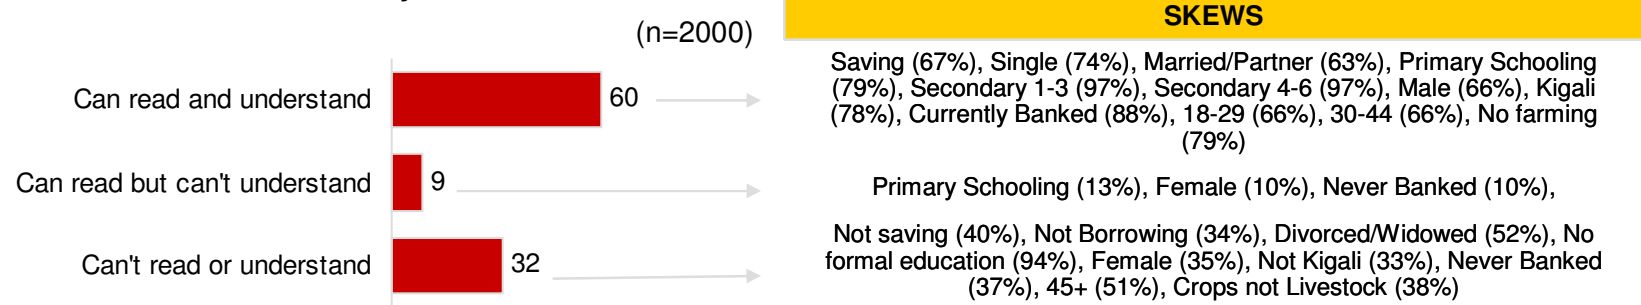 (n=2000)
SKEWS
Can read and understand
60
Saving (67%), Single (74%), Married/Partner (63%), Primary Schooling
(79%), Secondary 1-3 (97%), Secondary 4-6 (97%), Male (66%), Kigali
(78%), Currently Banked (88%), 18-29 (66%), 30-44 (66%), No farming
(79%)
Can read but can't understand
9
Primary Schooling (13%), Female (10%), Never Banked (10%),
Can't read or understand
32
Not saving (40%), Not Borrowing (34%), Divorced/Widowed (52%), No
formal education (94%), Female (35%), Not Kigali (33%), Never Banked
(37%), 45+ (51%), Crops not Livestock (38%)